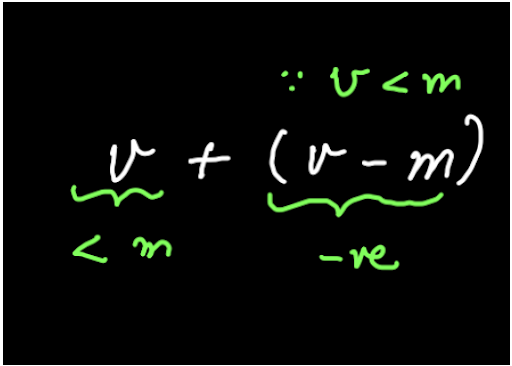 ∵ v < m
v + (v - m)
< m -ve